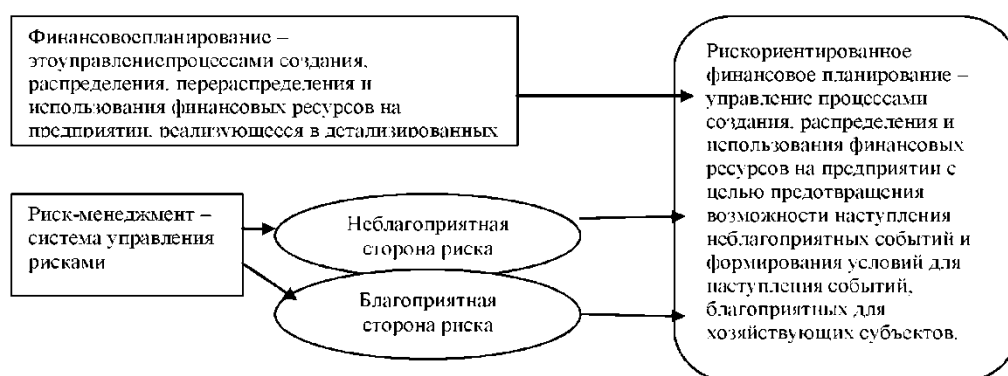 Финансовоепланирование –
этоуправлениепроцессами создания,
распределения, перераспределения и
использования финансовых ресурсов на
предприятии, реализующееся в детализированных
Риск-менеджмент –
система управления
рисками
Неблагоприятная
сторона риска
Благоприятная
сторона риска
Рискориентированное
финансовое планирование –
управление процессами
создания, распределения и
использования финансовых
ресурсов на предприятии с
целью предотвращения
возможности наступления
неблагоприятных событий и
формирования условий для
наступления событий,
благоприятных для
хозяйствующих субъектов.